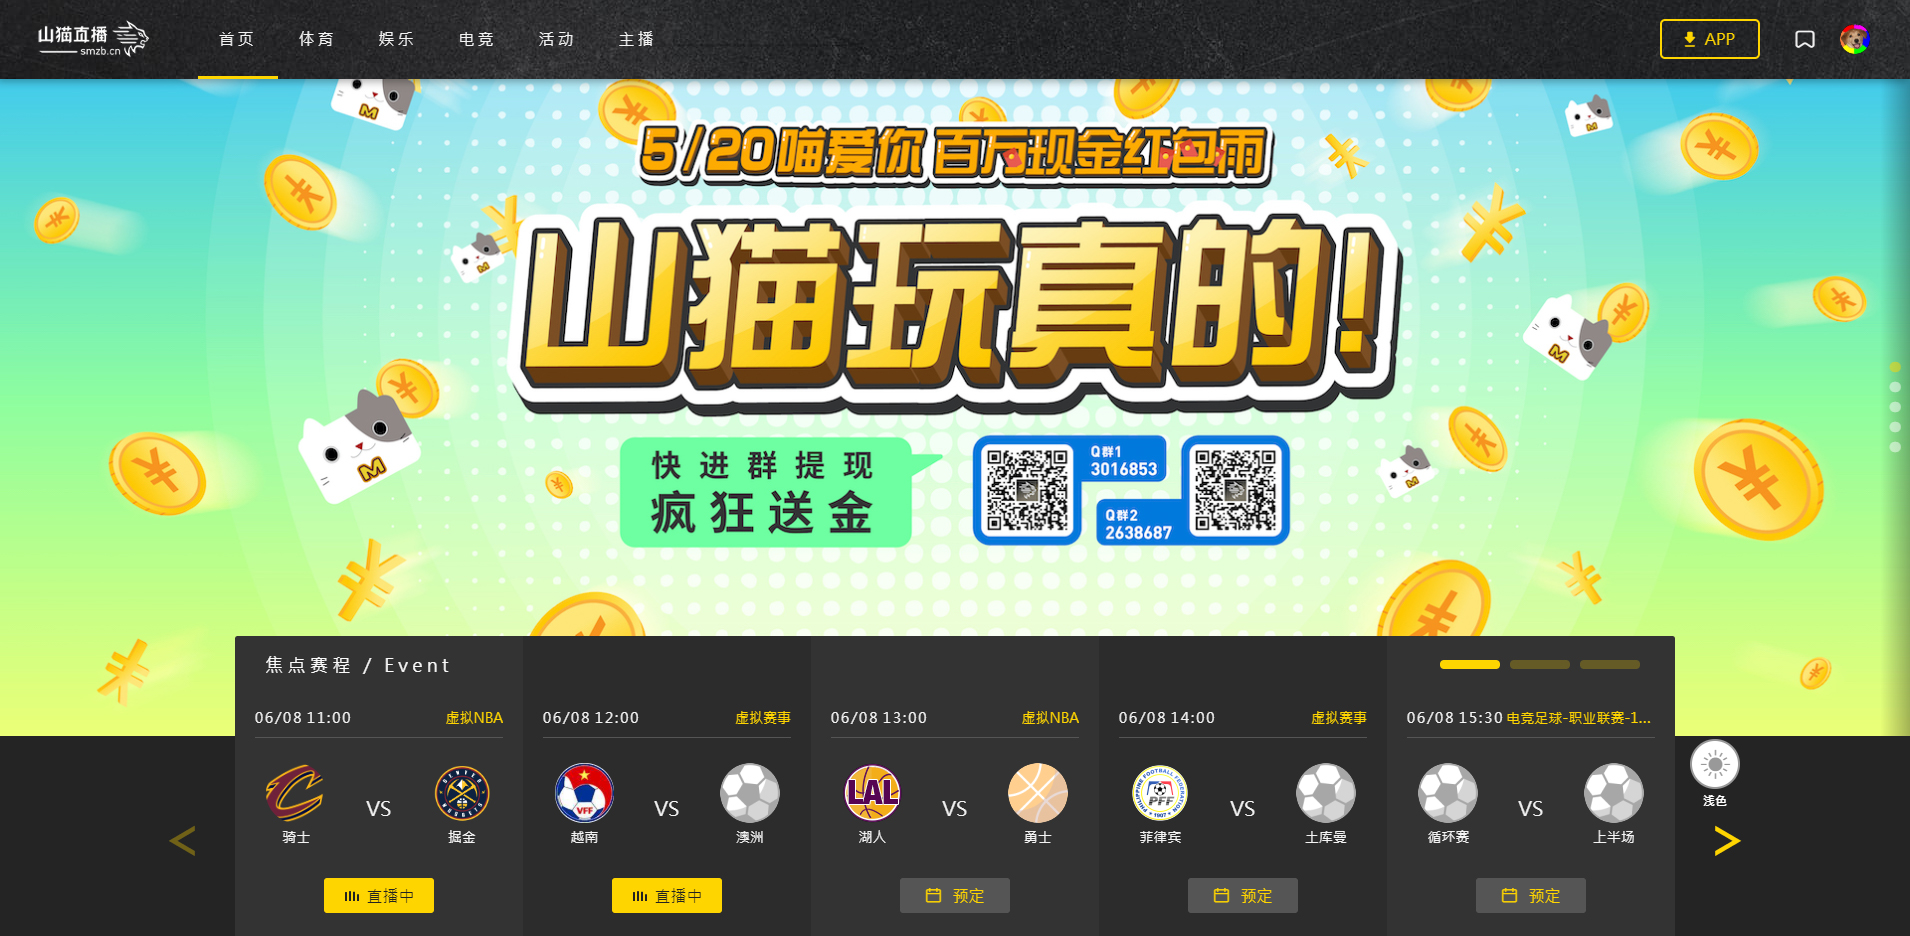 山猫直播
smzb.cn
首页 体育 娱乐 电竞 活动 主播
APP
5/20喵爱你 百万现金红包雨
山猫玩真的!
快进群提现
疯狂送金
Q群1
3016853
Q群2
2638687
焦点赛程 / Event
06/08 11:00 虚拟NBA
06/08 12:00 虚拟赛事
06/08 13:00 虚拟NBA
06/08 14:00 虚拟赛事
06/08 15:30 电竞足球-职业联赛-1...
VS
骑士 掘金
直播中
VFF
VS
越南 澳洲
直播中
LAL
VS
湖人 勇士
预定
PHILIPPINE FOOTBALL FEDERATION
PFF
1907
VS
菲律宾 土库曼
预定
VS
循环赛 上半场
预定
浅色
< >